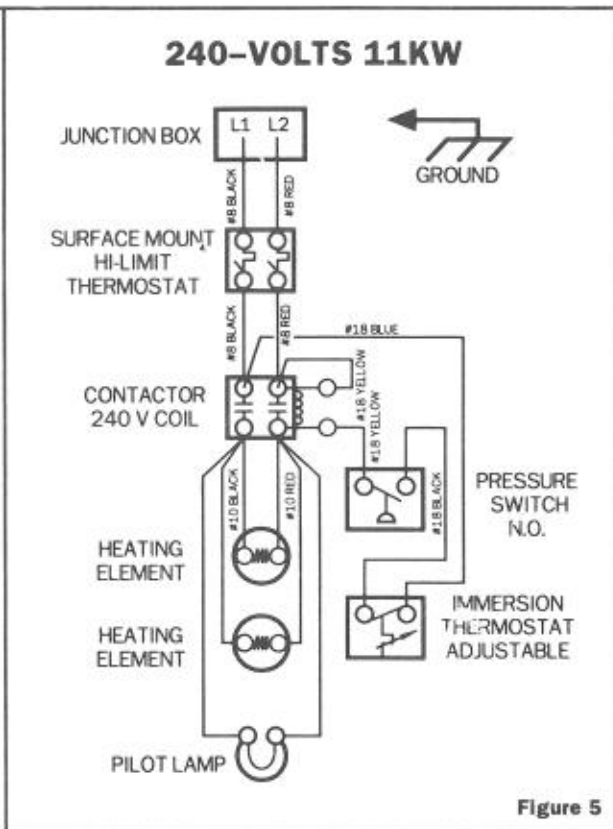 240–VOLTS 11KW
JUNCTION BOX
L1 L2
GROUND
#8 BLACK
#8 RED
SURFACE MOUNT
HI-LIMIT
THERMOSTAT
#8 BLACK
#8 RED
#18 BLUE
CONTACTOR
240 V COIL
#18 YELLOW
#18 YELLOW
#10 BLACK
#10 RED
#18 BLACK
PRESSURE
SWITCH
N.O.
HEATING
ELEMENT
HEATING
ELEMENT
IMMERSION
THERMOSTAT
ADJUSTABLE
PILOT LAMP
Figure 5